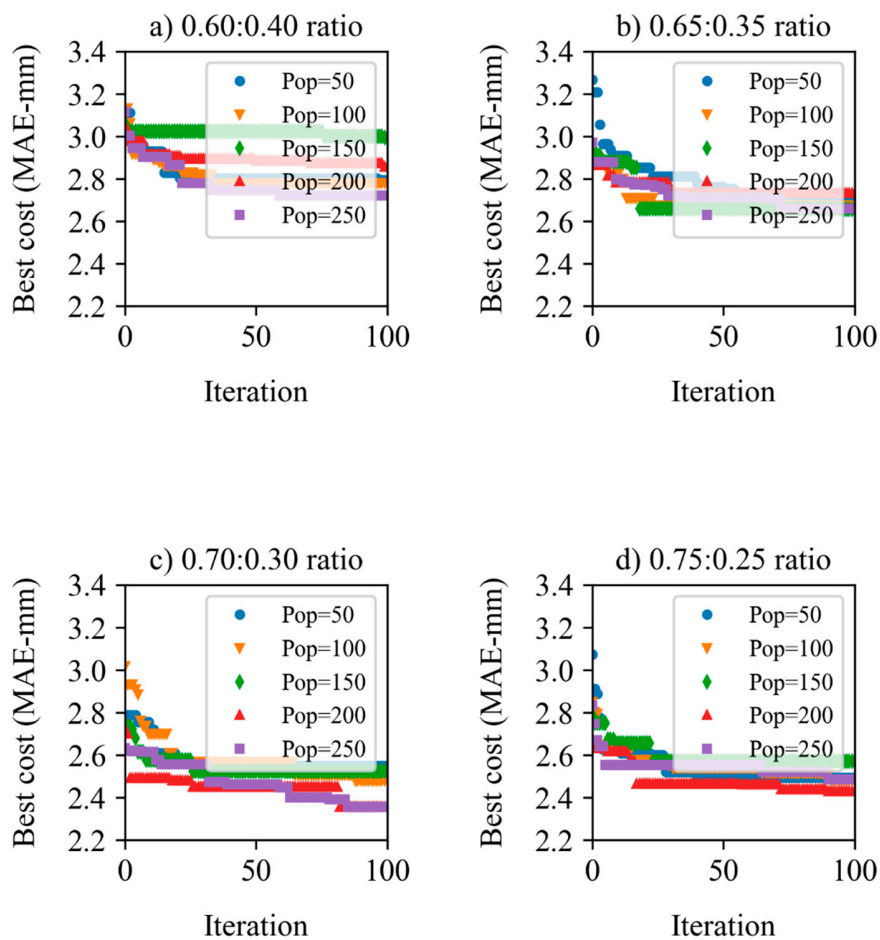 a) 0.60:0.40 ratio
Best cost (MAE-mm)
3.4
3.2
3.0
2.8
2.6
2.4
2.2
Pop=50
Pop=100
Pop=150
Pop=200
Pop=250
0 50 100
Iteration
b) 0.65:0.35 ratio
Best cost (MAE-mm)
3.4
3.2
3.0
2.8
2.6
2.4
2.2
Pop=50
Pop=100
Pop=150
Pop=200
Pop=250
0 50 100
Iteration
c) 0.70:0.30 ratio
Best cost (MAE-mm)
3.4
3.2
3.0
2.8
2.6
2.4
2.2
Pop=50
Pop=100
Pop=150
Pop=200
Pop=250
0 50 100
Iteration
d) 0.75:0.25 ratio
Best cost (MAE-mm)
3.4
3.2
3.0
2.8
2.6
2.4
2.2
Pop=50
Pop=100
Pop=150
Pop=200
Pop=250
0 50 100
Iteration